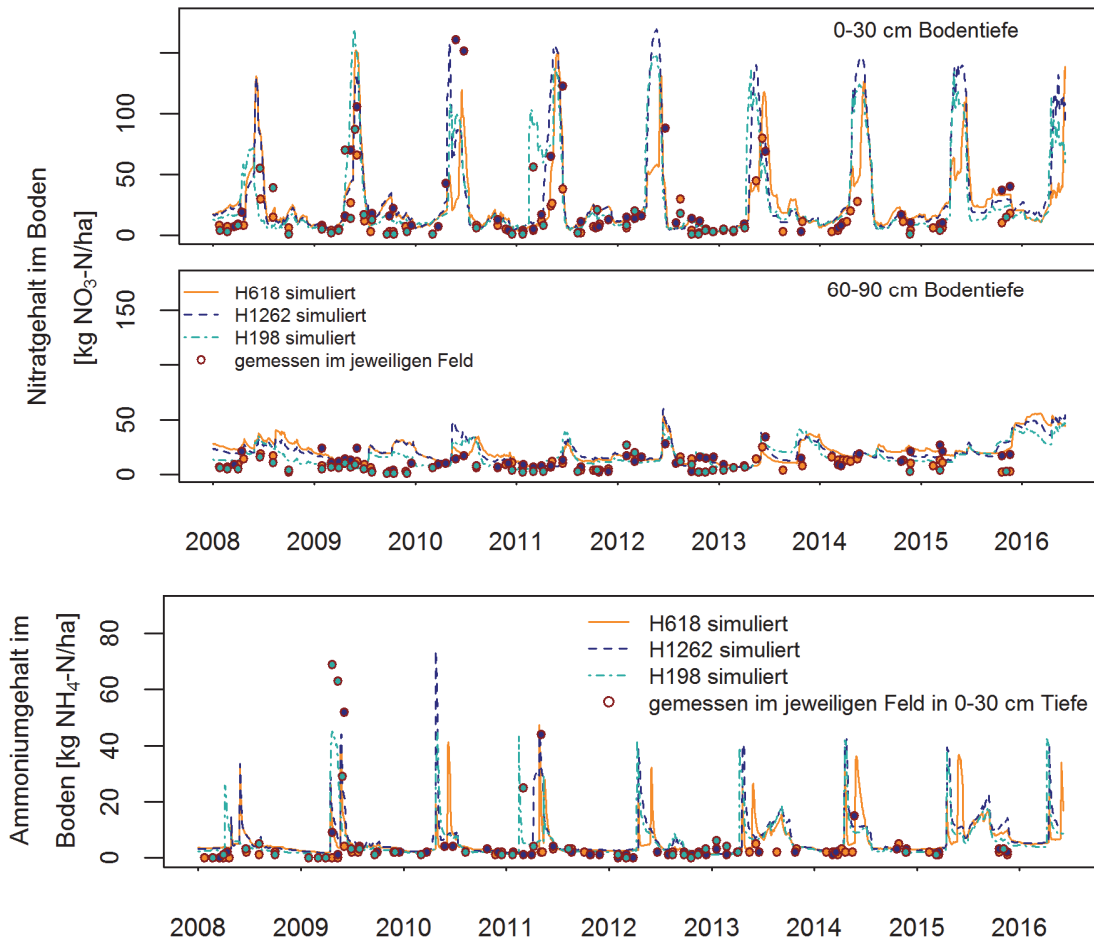 0-30 cm Bodentiefe
0 50 100
Nitratgehalt im Boden
[kg NO₃-N/ha]
60-90 cm Bodentiefe
H618 simuliert
H1262 simuliert
H198 simuliert
gemessen im jeweiligen Feld
0 50 150
2008 2009 2010 2011 2012 2013 2014 2015 2016
Ammoniumgehalt im
Boden [kg NH₄-N/ha]
0 20 40 60 80
H618 simuliert
H1262 simuliert
H198 simuliert
gemessen im jeweiligen Feld in 0-30 cm Tiefe
2008 2009 2010 2011 2012 2013 2014 2015 2016